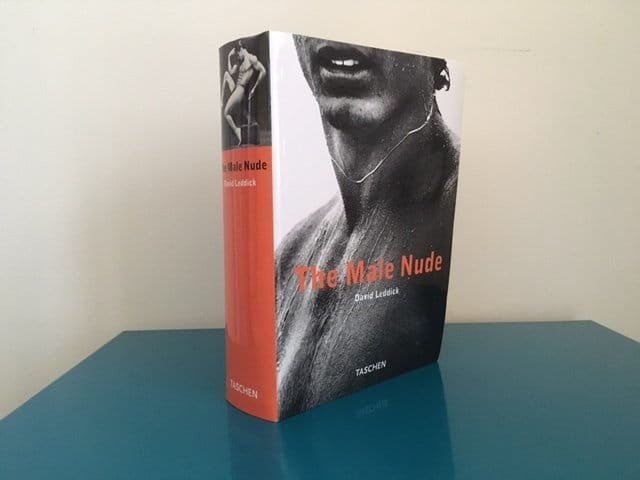 The Male Nude
David Leddick
TASCHEN
The Male Nude
David Leddick
TASCHEN